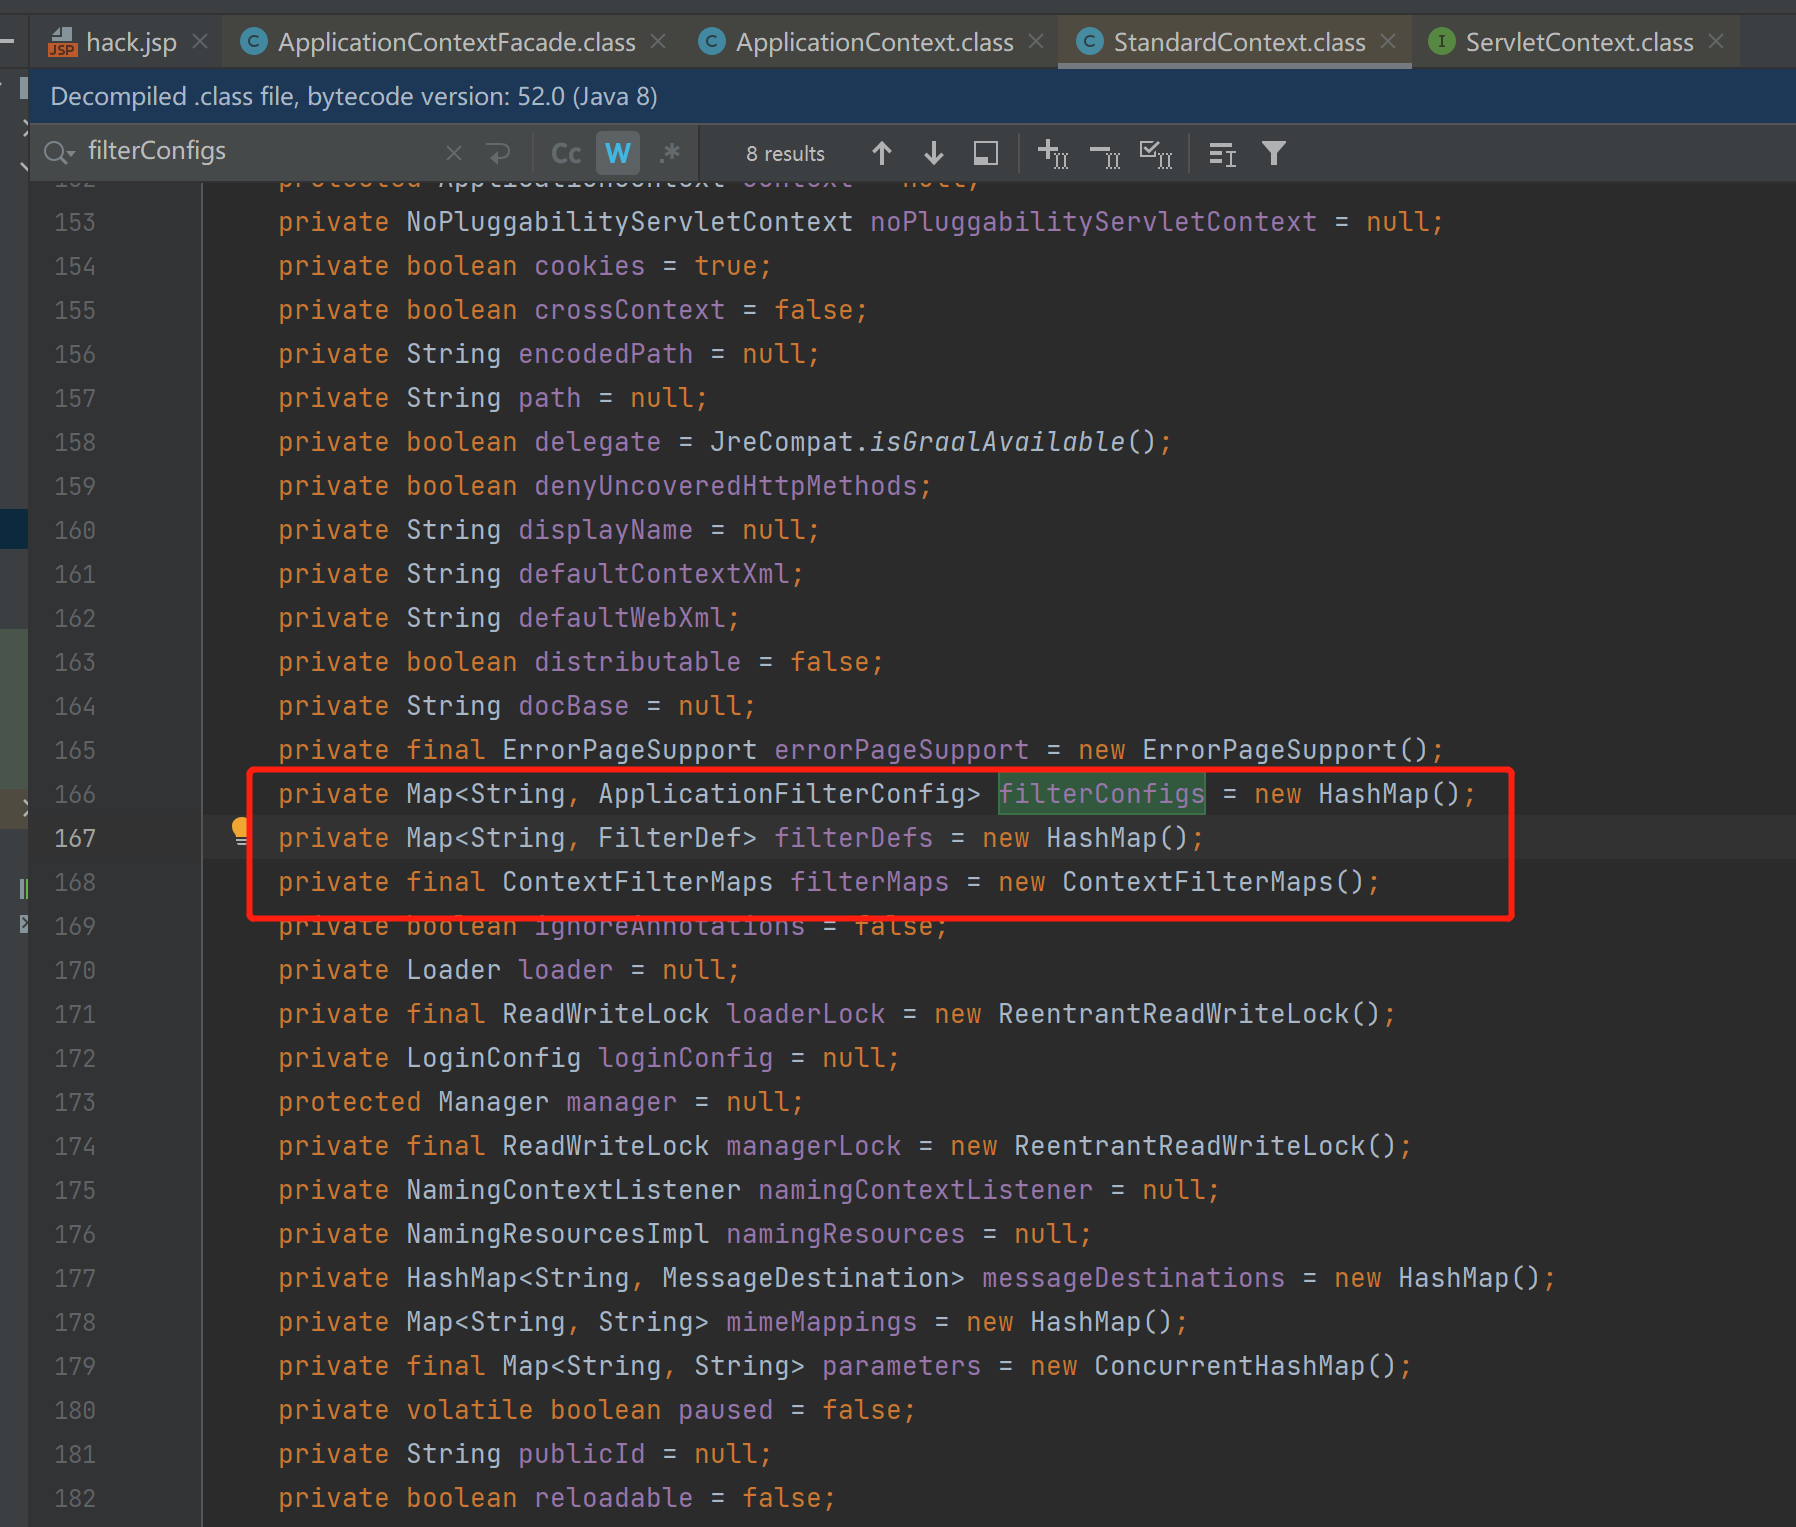 hack.jsp ApplicationContextFacade.class ApplicationContext.class StandardContext.class ServletContext.class
Decompiled .class file, bytecode version: 52.0 (Java 8)
filterConfigs Cc W .* 8 results
152 protected ApplicationContext context = null;
153 private NoPluggabilityServletContext noPluggabilityServletContext = null;
154 private boolean cookies = true;
155 private boolean crossContext = false;
156 private String encodedPath = null;
157 private String path = null;
158 private boolean delegate = JreCompat.isGraalAvailable();
159 private boolean denyUncoveredHttpMethods;
160 private String displayName = null;
161 private String defaultContextXml;
162 private String defaultWebXml;
163 private boolean distributable = false;
164 private String docBase = null;
165 private final ErrorPageSupport errorPageSupport = new ErrorPageSupport();
166 private Map<String, ApplicationFilterConfig> filterConfigs = new HashMap();
167 private Map<String, FilterDef> filterDefs = new HashMap();
168 private final ContextFilterMaps filterMaps = new ContextFilterMaps();
169 private boolean ignoreAnnotations = false;
170 private Loader loader = null;
171 private final ReadWriteLock loaderLock = new ReentrantReadWriteLock();
172 private LoginConfig loginConfig = null;
173 protected Manager manager = null;
174 private final ReadWriteLock managerLock = new ReentrantReadWriteLock();
175 private NamingContextListener namingContextListener = null;
176 private NamingResourcesImpl namingResources = null;
177 private HashMap<String, MessageDestination> messageDestinations = new HashMap();
178 private Map<String, String> mimeMappings = new HashMap();
179 private final Map<String, String> parameters = new ConcurrentHashMap();
180 private volatile boolean paused = false;
181 private String publicId = null;
182 private boolean reloadable = false;